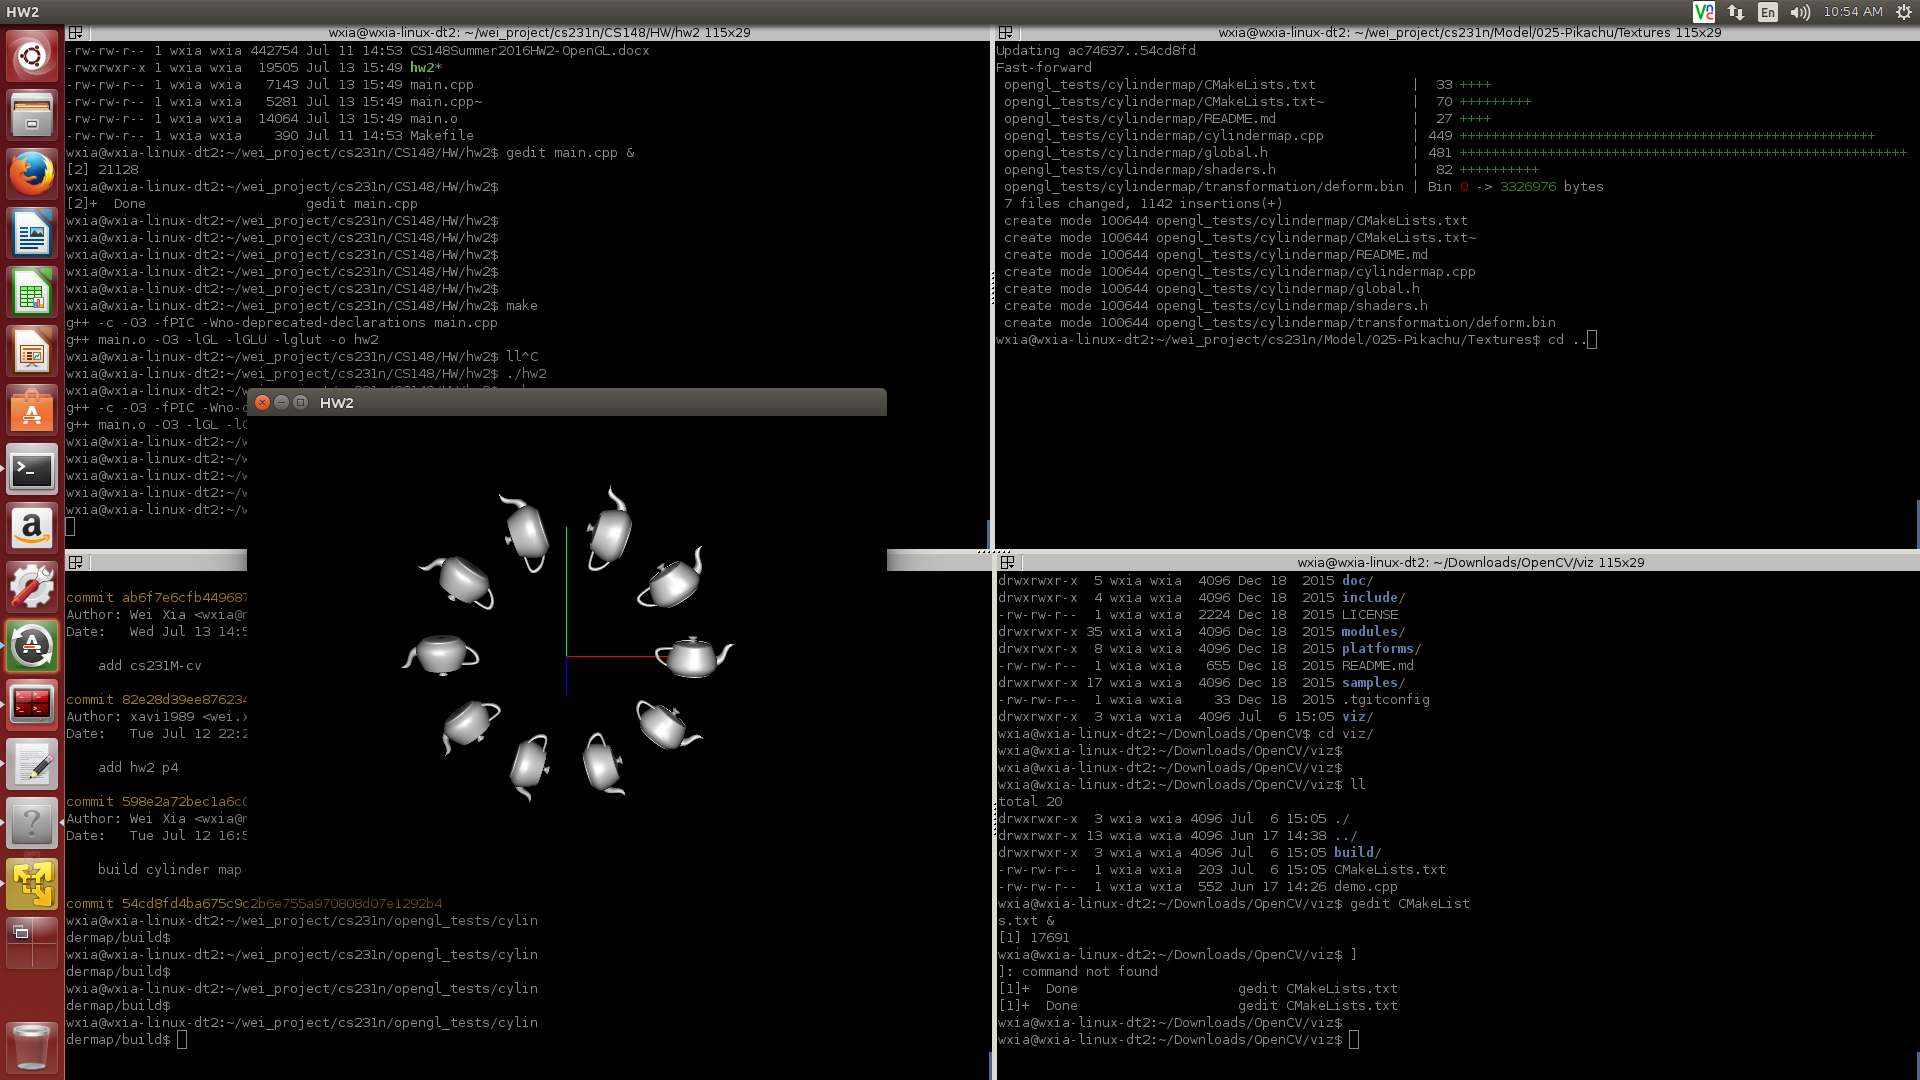 HW2
En
10:54 AM
wxia@wxia-linux-dt2: ~/wei_project/cs231n/CS148/HW/hw2 115x29
-rw-rw-r-- 1 wxia wxia 442754 Jul 11 14:53 CS148Summer2016HW2-OpenGL.docx
-rwxrwxr-x 1 wxia wxia  19505 Jul 13 15:49 hw2*
-rw-rw-r-- 1 wxia wxia   7143 Jul 13 15:49 main.cpp
-rw-rw-r-- 1 wxia wxia   5281 Jul 13 15:49 main.cpp~
-rw-rw-r-- 1 wxia wxia  14064 Jul 13 15:49 main.o
-rw-rw-r-- 1 wxia wxia    390 Jul 11 14:53 Makefile
wxia@wxia-linux-dt2:~/wei_project/cs231n/CS148/HW/hw2$ gedit main.cpp &
[2] 21128
wxia@wxia-linux-dt2:~/wei_project/cs231n/CS148/HW/hw2$
[2]+  Done                    gedit main.cpp
wxia@wxia-linux-dt2:~/wei_project/cs231n/CS148/HW/hw2$
wxia@wxia-linux-dt2:~/wei_project/cs231n/CS148/HW/hw2$
wxia@wxia-linux-dt2:~/wei_project/cs231n/CS148/HW/hw2$
wxia@wxia-linux-dt2:~/wei_project/cs231n/CS148/HW/hw2$
wxia@wxia-linux-dt2:~/wei_project/cs231n/CS148/HW/hw2$
wxia@wxia-linux-dt2:~/wei_project/cs231n/CS148/HW/hw2$ make
g++ -c -O3 -fPIC -Wno-deprecated-declarations main.cpp
g++ main.o -O3 -lGL -lGLU -lglut -o hw2
wxia@wxia-linux-dt2:~/wei_project/cs231n/CS148/HW/hw2$ ll^C
wxia@wxia-linux-dt2:~/wei_project/cs231n/CS148/HW/hw2$ ./hw2
wxia@wxia-linux-dt2:~/w
g++ -c -O3 -fPIC -Wno-
g++ main.o -O3 -lGL -l
wxia@wxia-linux-dt2:~/w
wxia@wxia-linux-dt2:~/w
wxia@wxia-linux-dt2:~/w
wxia@wxia-linux-dt2:~/w
wxia@wxia-linux-dt2:~/w
HW2
wxia@wxia-linux-dt2: ~/wei_project/cs231n/Model/025-Pikachu/Textures 115x29
Updating ac74637..54cd8fd
Fast-forward
 opengl_tests/cylindermap/CMakeLists.txt            |   33 ++++
 opengl_tests/cylindermap/CMakeLists.txt~           |   70 +++++++++
 opengl_tests/cylindermap/README.md                 |   27 ++++
 opengl_tests/cylindermap/cylindermap.cpp           |  449 ++++++++++++++++++++++++++++++++++++++++++++++++++++
 opengl_tests/cylindermap/global.h                  |  481 ++++++++++++++++++++++++++++++++++++++++++++++++++++++++
 opengl_tests/cylindermap/shaders.h                 |   82 ++++++++++
 opengl_tests/cylindermap/transformation/deform.bin | Bin 0 -> 3326976 bytes
 7 files changed, 1142 insertions(+)
 create mode 100644 opengl_tests/cylindermap/CMakeLists.txt
 create mode 100644 opengl_tests/cylindermap/CMakeLists.txt~
 create mode 100644 opengl_tests/cylindermap/README.md
 create mode 100644 opengl_tests/cylindermap/cylindermap.cpp
 create mode 100644 opengl_tests/cylindermap/global.h
 create mode 100644 opengl_tests/cylindermap/shaders.h
 create mode 100644 opengl_tests/cylindermap/transformation/deform.bin
wxia@wxia-linux-dt2:~/wei_project/cs231n/Model/025-Pikachu/Textures$ cd ..
commit ab6f7e6cfb449687
Author: Wei Xia <wxia@
Date:   Wed Jul 13 14:5
    add cs231M-cv
commit 82e28d39ee876234
Author: xavi1989 <wei.x
Date:   Tue Jul 12 22:2
    add hw2 p4
commit 598e2a72bec1a6c
Author: Wei Xia <wxia@
Date:   Tue Jul 12 16:5
    build cylinder map
commit 54cd8fd4ba675c9c2b6e755a970808d07e1292b4
wxia@wxia-linux-dt2:~/wei_project/cs231n/opengl_tests/cylin
dermap/build$
wxia@wxia-linux-dt2:~/wei_project/cs231n/opengl_tests/cylin
dermap/build$
wxia@wxia-linux-dt2:~/wei_project/cs231n/opengl_tests/cylin
dermap/build$
wxia@wxia-linux-dt2:~/wei_project/cs231n/opengl_tests/cylin
dermap/build$
wxia@wxia-linux-dt2: ~/Downloads/OpenCV/viz 115x29
drwxrwxr-x  5 wxia wxia  4096 Dec 18  2015 doc/
drwxrwxr-x  4 wxia wxia  4096 Dec 18  2015 include/
-rw-rw-r--  1 wxia wxia  2224 Dec 18  2015 LICENSE
drwxrwxr-x 35 wxia wxia  4096 Dec 18  2015 modules/
drwxrwxr-x  8 wxia wxia  4096 Dec 18  2015 platforms/
-rw-rw-r--  1 wxia wxia   655 Dec 18  2015 README.md
drwxrwxr-x 17 wxia wxia  4096 Dec 18  2015 samples/
-rw-rw-r--  1 wxia wxia    33 Dec 18  2015 .tgitconfig
drwxrwxr-x  3 wxia wxia  4096 Jul  6 15:05 viz/
wxia@wxia-linux-dt2:~/Downloads/OpenCV$ cd viz/
wxia@wxia-linux-dt2:~/Downloads/OpenCV/viz$
wxia@wxia-linux-dt2:~/Downloads/OpenCV/viz$
wxia@wxia-linux-dt2:~/Downloads/OpenCV/viz$ ll
total 20
drwxrwxr-x  3 wxia wxia 4096 Jul  6 15:05 ./
drwxrwxr-x 13 wxia wxia 4096 Jun 17 14:38 ../
drwxrwxr-x  3 wxia wxia 4096 Jul  6 15:05 build/
-rw-rw-r--  1 wxia wxia  203 Jul  6 15:05 CMakeLists.txt
-rw-rw-r--  1 wxia wxia  552 Jun 17 14:26 demo.cpp
wxia@wxia-linux-dt2:~/Downloads/OpenCV/viz$ gedit CMakeList
s.txt &
[1] 17691
wxia@wxia-linux-dt2:~/Downloads/OpenCV/viz$ ]
]: command not found
[1]+  Done                    gedit CMakeLists.txt
[1]+  Done                    gedit CMakeLists.txt
wxia@wxia-linux-dt2:~/Downloads/OpenCV/viz$
wxia@wxia-linux-dt2:~/Downloads/OpenCV/viz$